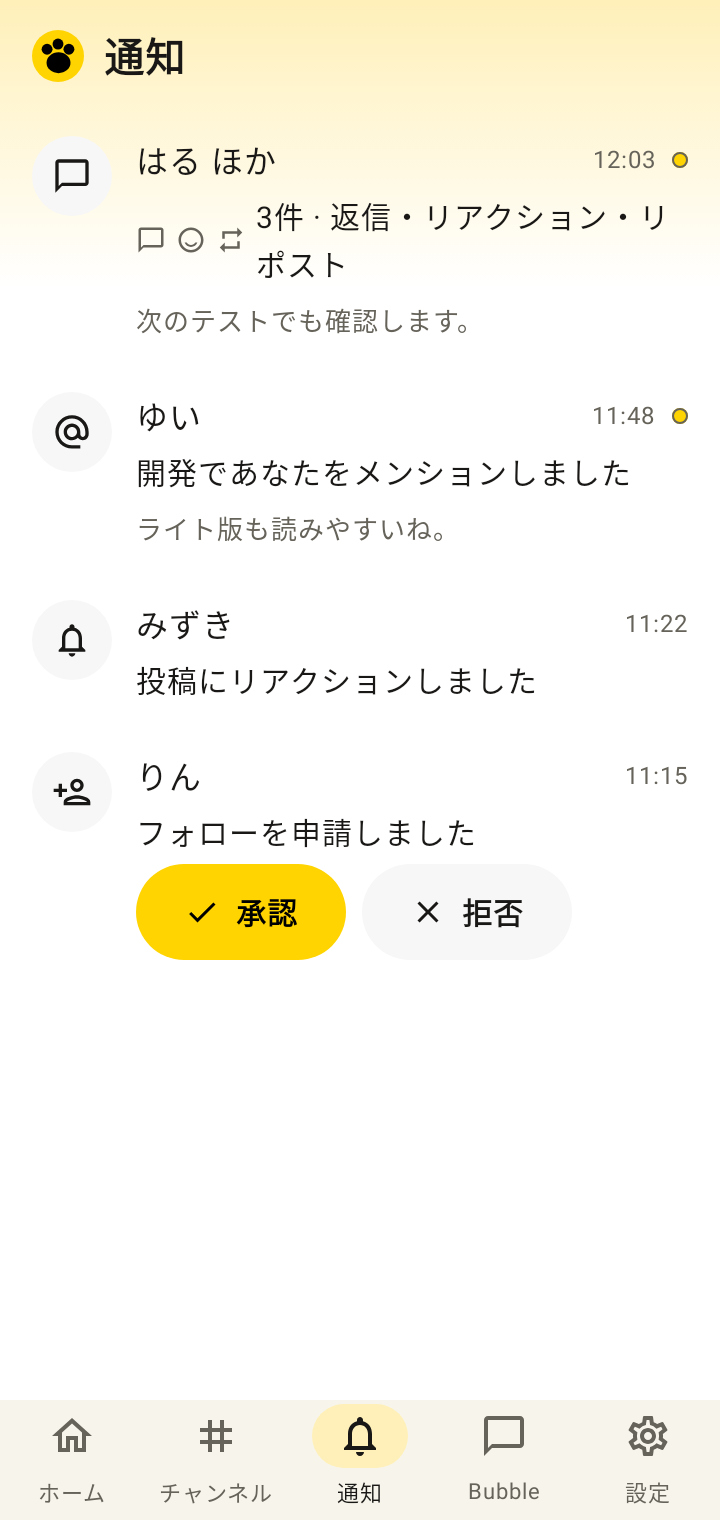 通知
はる ほか 12:03
3件 · 返信・リアクション・リ
ポスト
次のテストでも確認します。
ゆい 11:48
開発であなたをメンションしました
ライト版も読みやすいね。
みずき 11:22
投稿にリアクションしました
りん 11:15
フォローを申請しました
承認 拒否
ホーム チャンネル 通知 Bubble 設定